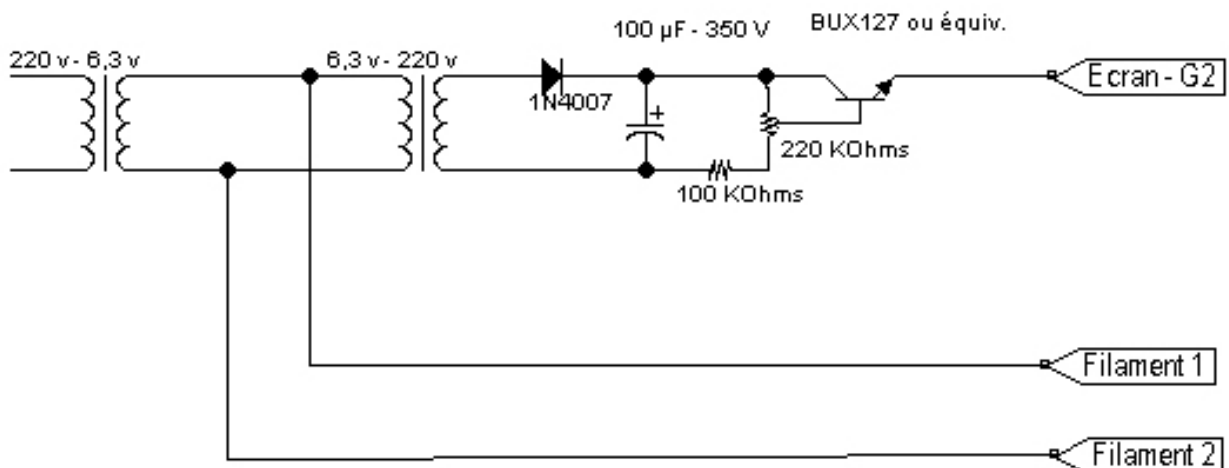 100 µF - 350 V
BUX127 ou équiv.
220 v - 6,3 v
6,3 v - 220 v
1N4007
Ecran - G2
220 KOhms
100 KOhms
Filament 1
Filament 2